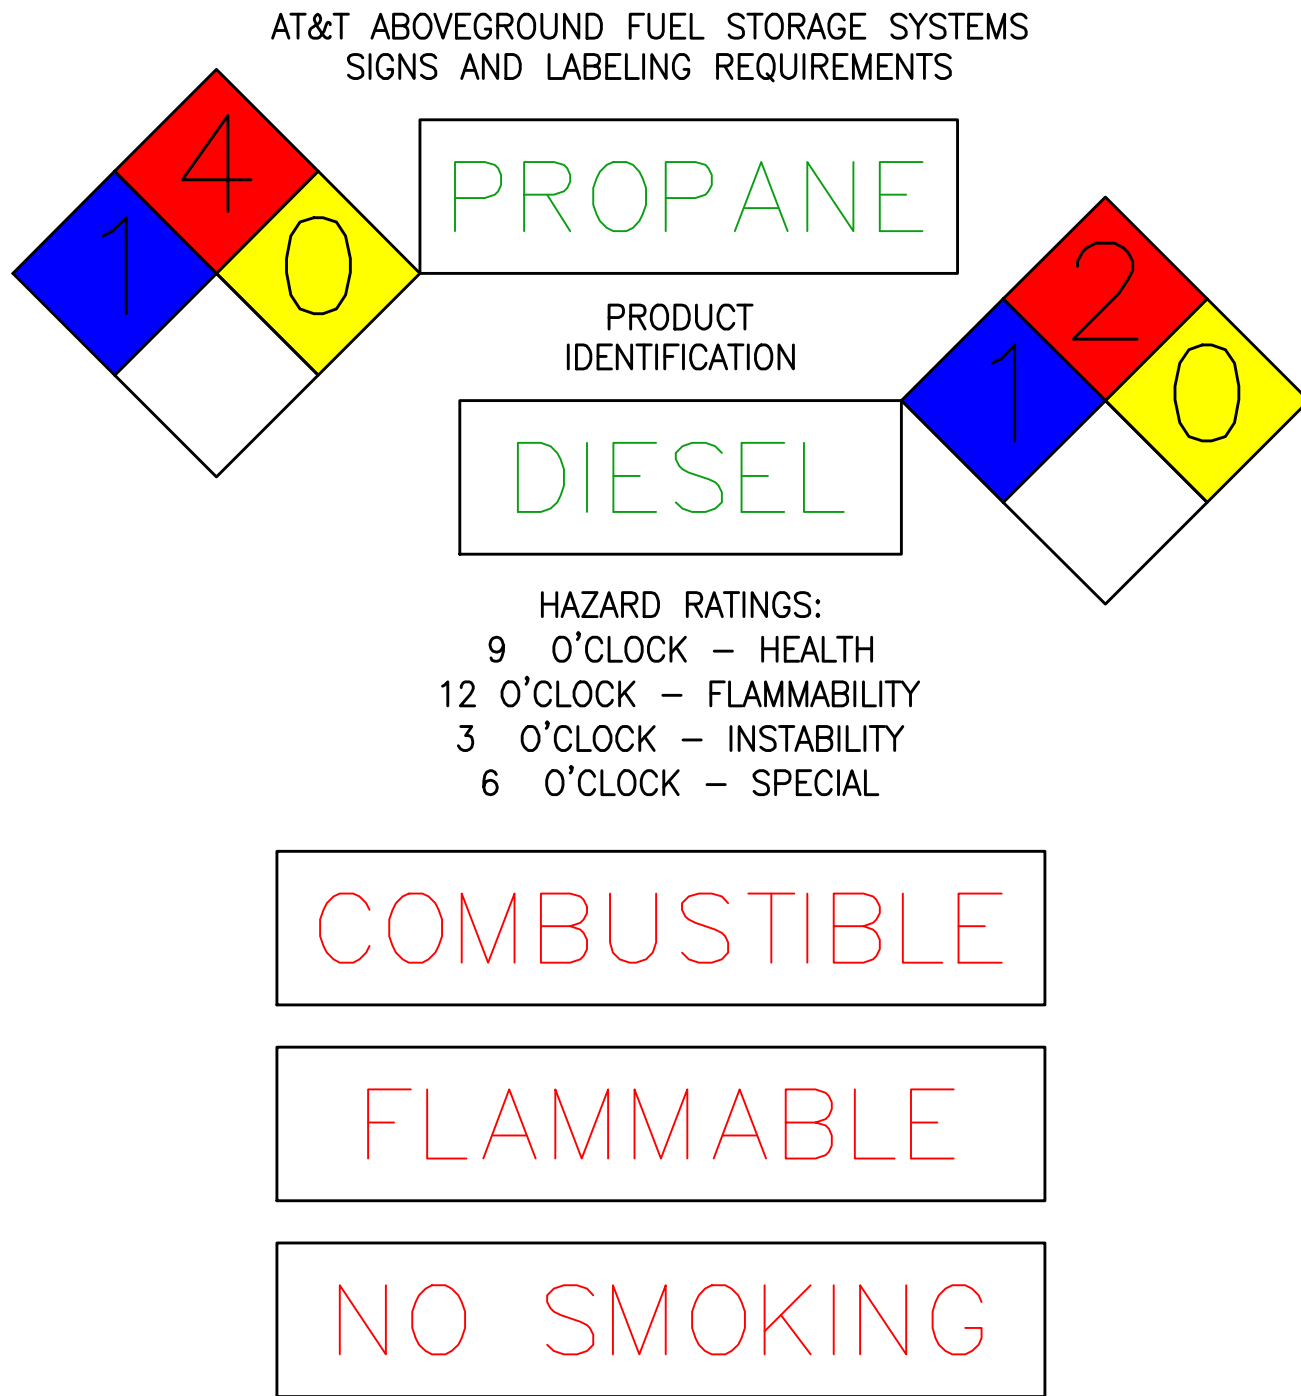 AT&T ABOVEGROUND FUEL STORAGE SYSTEMS
SIGNS AND LABELING REQUIREMENTS
4
1 0
PROPANE
PRODUCT
IDENTIFICATION
2
1 0
DIESEL
HAZARD RATINGS:
9 O'CLOCK – HEALTH
12 O'CLOCK – FLAMMABILITY
3 O'CLOCK – INSTABILITY
6 O'CLOCK – SPECIAL
COMBUSTIBLE
FLAMMABLE
NO SMOKING